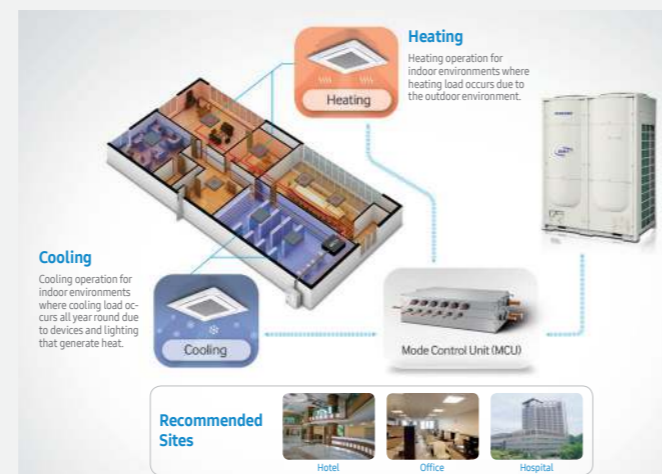 Heating
Heating operation for
indoor environments where
heating load occurs due to
the outdoor environment.
Heating
SAMSUNG
Cooling
Cooling operation for
indoor environments
where cooling load oc-
curs all year round due
to devices and lighting
that generate heat.
Cooling
Mode Control Unit (MCU)
Recommended
Sites
Hotel
Office
Hospital